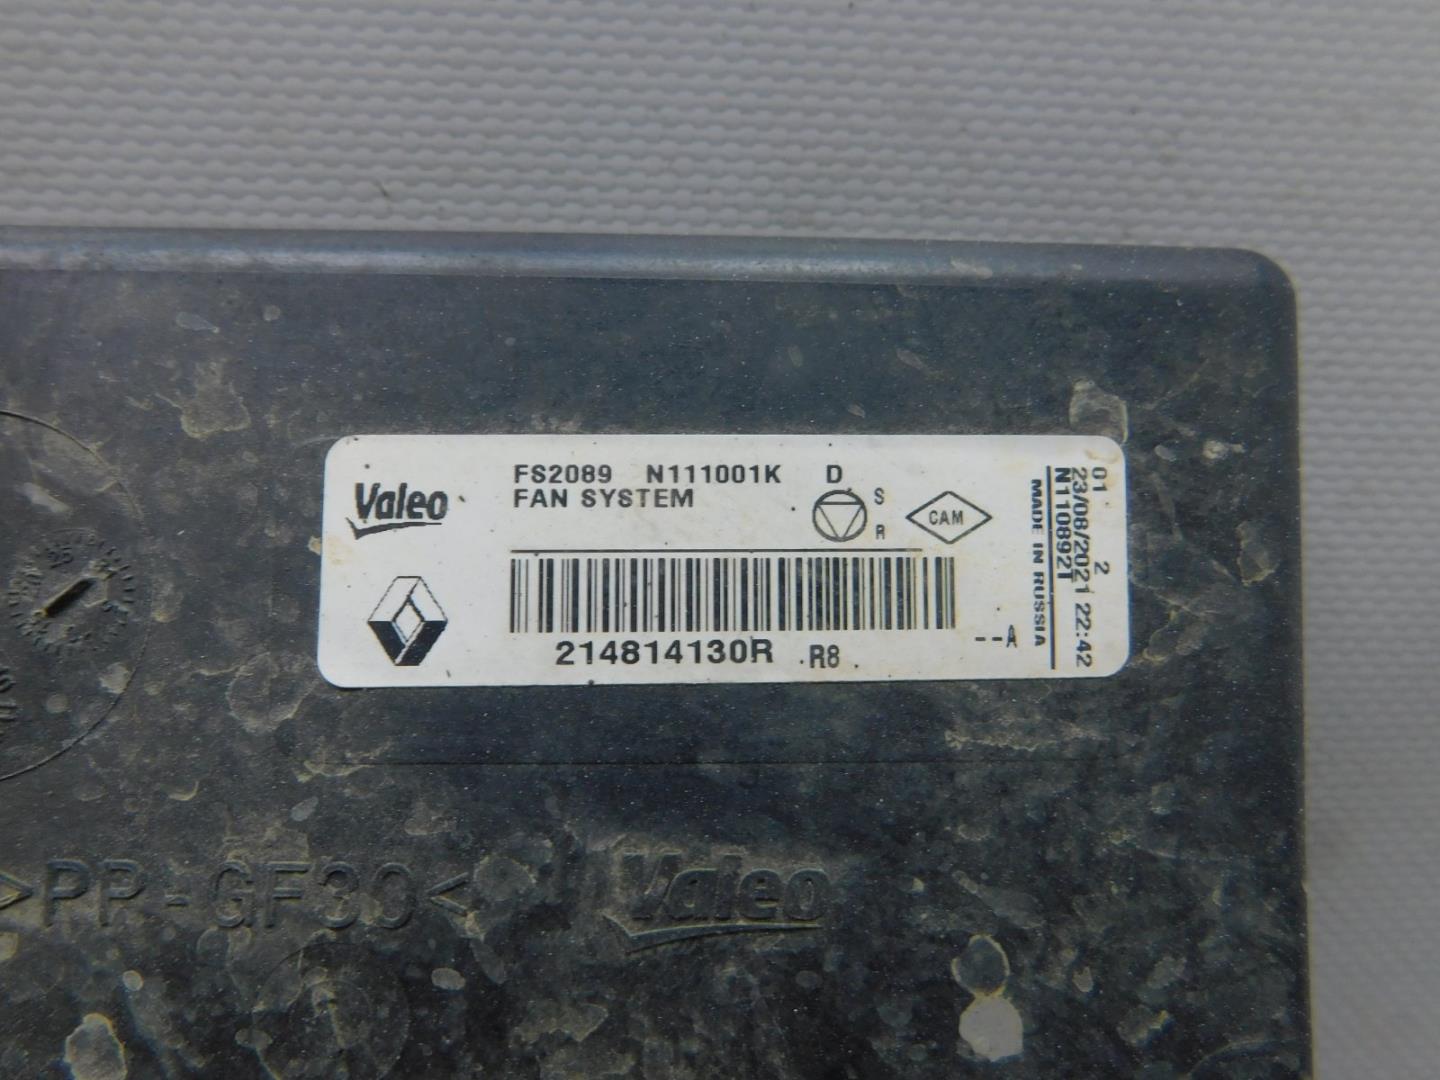 Valeo
FS2089 N111001K D
FAN SYSTEM
S
R
CAM
214814130R R8
--A
01 2
23/08/2021 22:42
N110892T
MADE IN RUSSIA
>PP-GF30<
Valeo